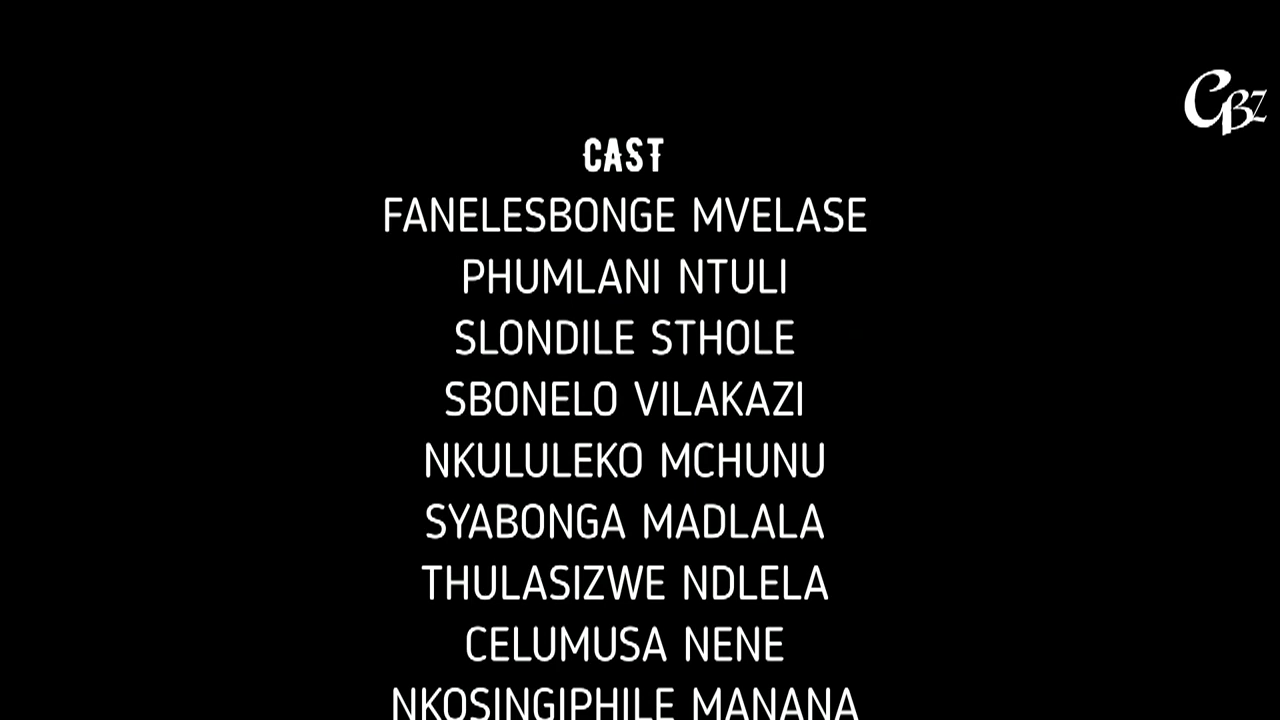 CBZ
CAST
FANELESBONGE MVELASE
PHUMLANI NTULI
SLONDILE STHOLE
SBONELO VILAKAZI
NKULULEKO MCHUNU
SYABONGA MADLALA
THULASIZWE NDLELA
CELUMUSA NENE
NKOSINGIPHILE MANANA